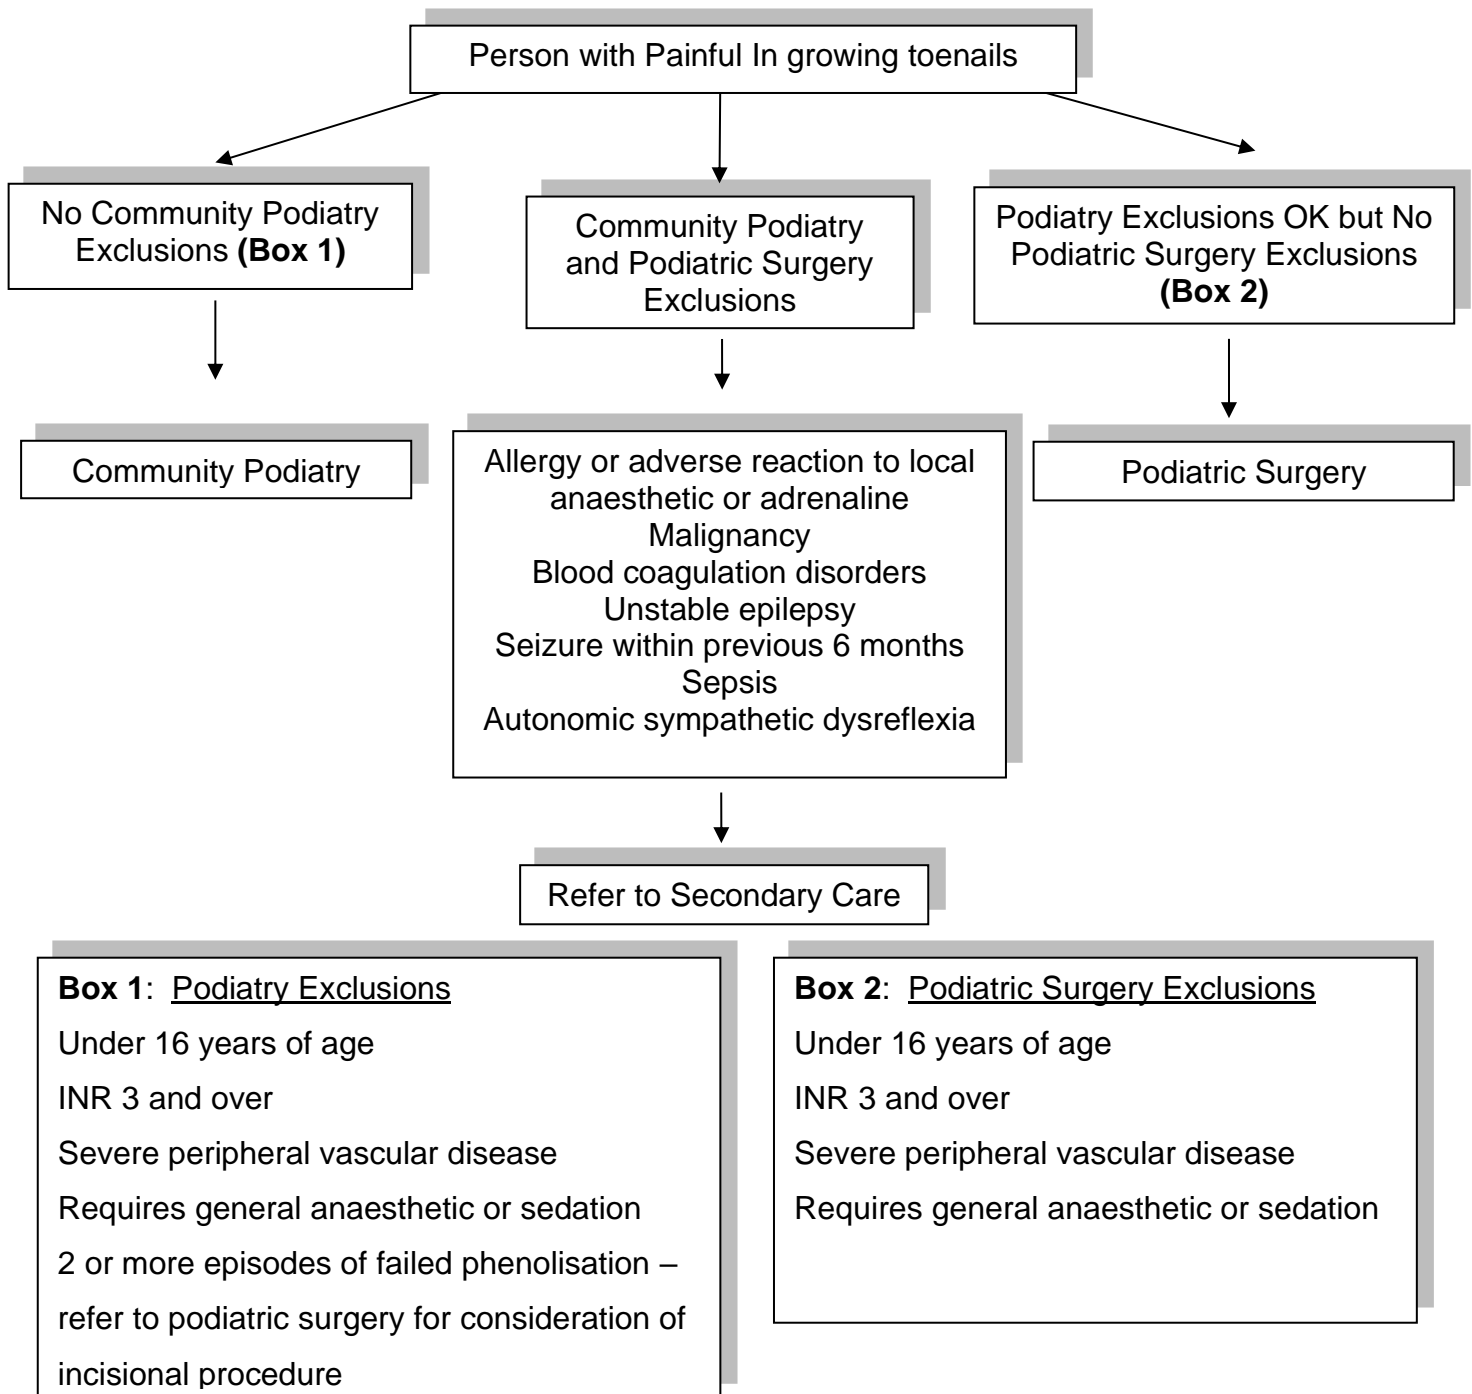 Person with Painful In growing toenails
No Community Podiatry
Exclusions (Box 1)
Community Podiatry
and Podiatric Surgery
Exclusions
Podiatry Exclusions OK but No
Podiatric Surgery Exclusions
(Box 2)
Community Podiatry
Allergy or adverse reaction to local
anaesthetic or adrenaline
Malignancy
Blood coagulation disorders
Unstable epilepsy
Seizure within previous 6 months
Sepsis
Autonomic sympathetic dysreflexia
Podiatric Surgery
Refer to Secondary Care
Box 1: Podiatry Exclusions
Under 16 years of age
INR 3 and over
Severe peripheral vascular disease
Requires general anaesthetic or sedation
2 or more episodes of failed phenolisation –
refer to podiatric surgery for consideration of
incisional procedure
Box 2: Podiatric Surgery Exclusions
Under 16 years of age
INR 3 and over
Severe peripheral vascular disease
Requires general anaesthetic or sedation